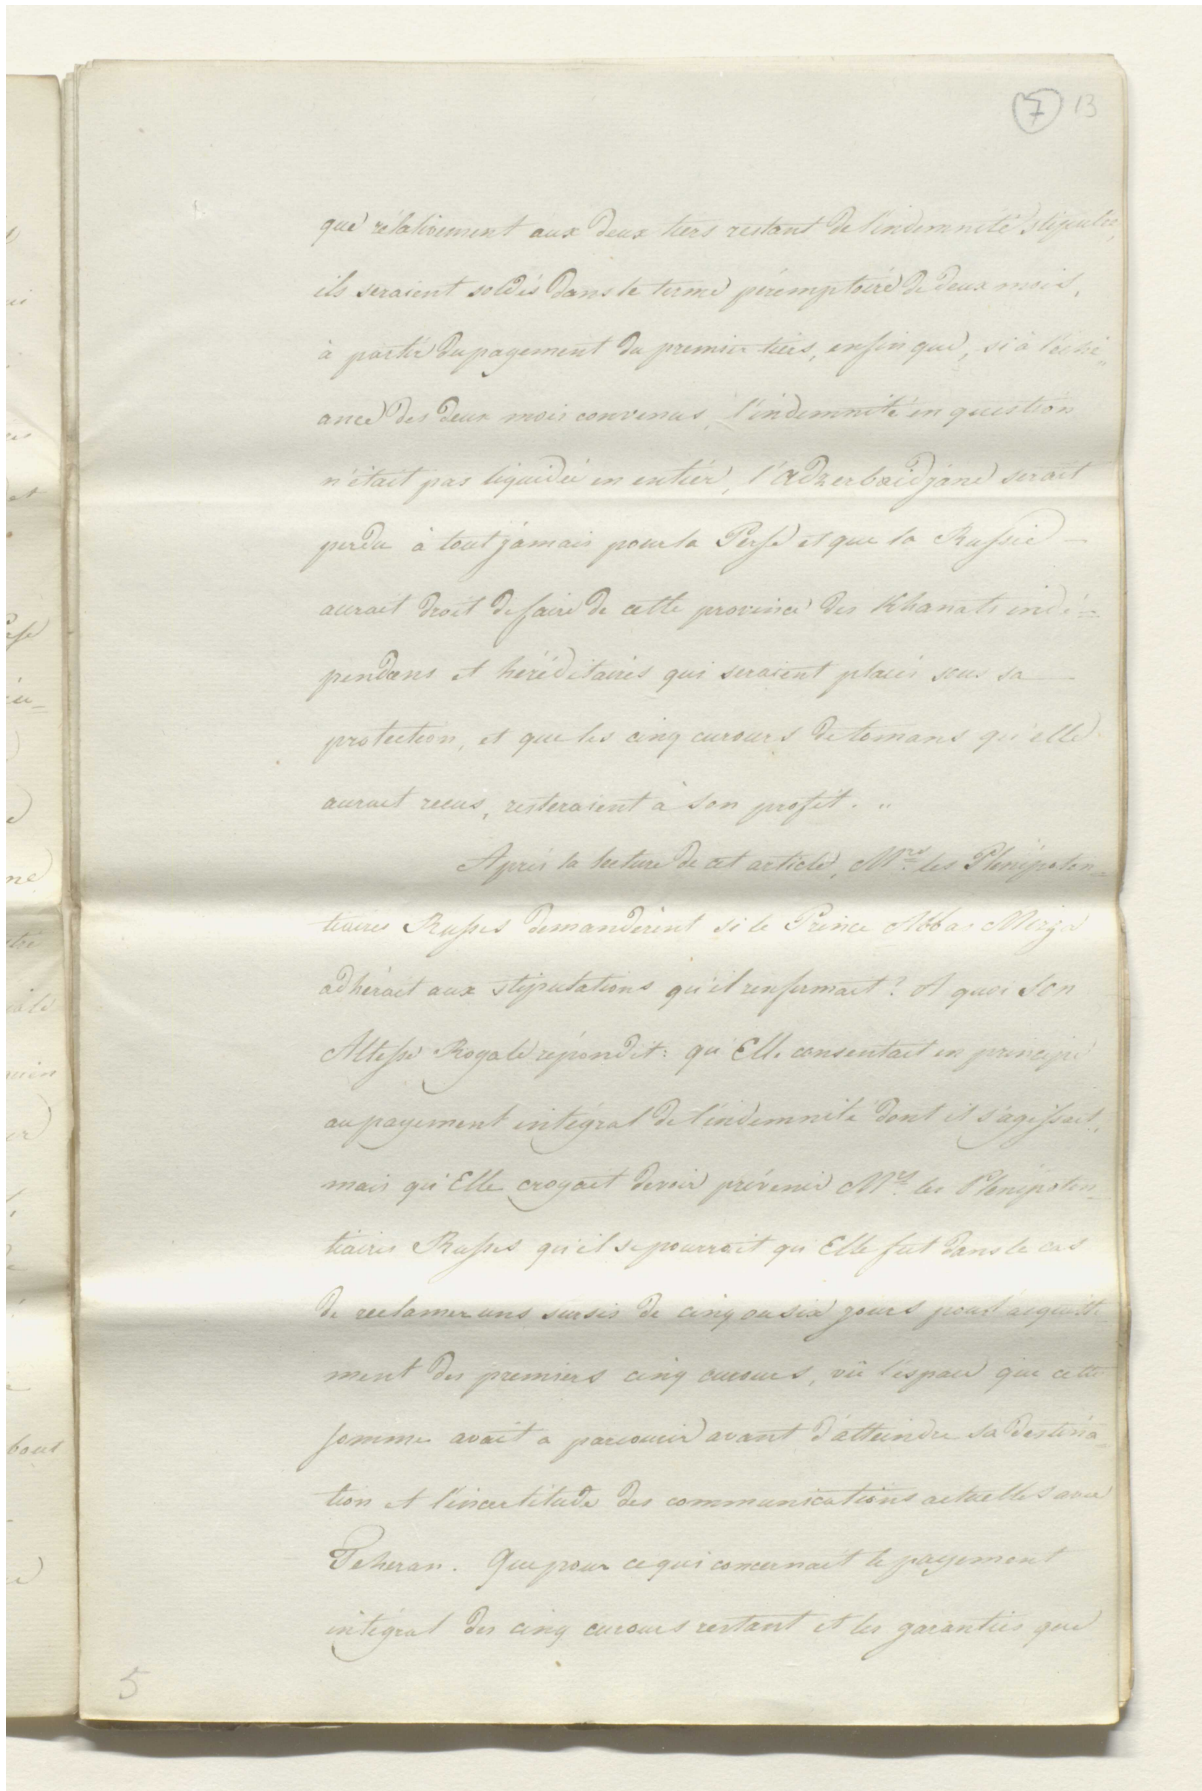 7 13
que rélativement aux deux tiers restant de l'indemnité stipulée,
ils seraient soldés dans le terme péremptoire de deux mois,
à partir du payement du premier tiers, enfin que, si à l'éché-
ance des deux mois convenus, l'indemnité en question
n'était pas liquidée en entier, l'Adzerbaidjane serait
perdu à tout jamais pour la Perse et que la Russie —
aurait droit de faire de cette province des Khanats indé-
pendans et héréditaires qui seraient placés sous sa —
protection, et que les cinq curours de tomans qu'elle
aurait reçus, resteraient à son profit. "
Après la lecture de cet article, Mrs les Plénipoten-
tiaires Russes demandèrent si le Prince Abbas Mirza
adhérait aux stipulations qu'il renfermait? A quoi Son
Altesse Royale répondit: qu'Elle consentait en principe
au payement intégral de l'indemnité dont il s'agissait,
mais qu'Elle croyait devoir prévenir Mrs les Plénipoten-
tiaires Russes qu'il se pourrait qu'Elle fut dans le cas
de reclamer uns sursis de cinq ou six jours pour l'acquitte
ment des premiers cinq curours, vû l'espace que cette
somme avait a parcourir avant d'atteindre sa destina-
tion et l'incertitude des communications actuelles avec
Teheran. Que pour ce qui concernait le payement
intégral des cinq curours restant et les garanties que
5